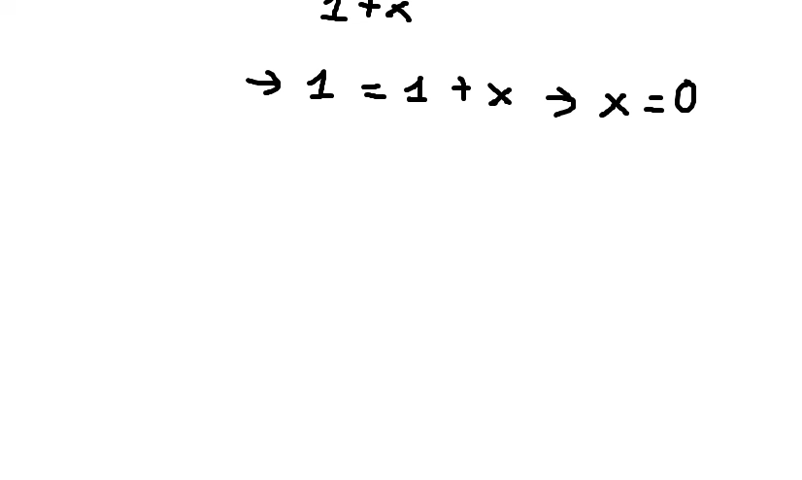 1+x
→ 1 = 1 + x → x = 0